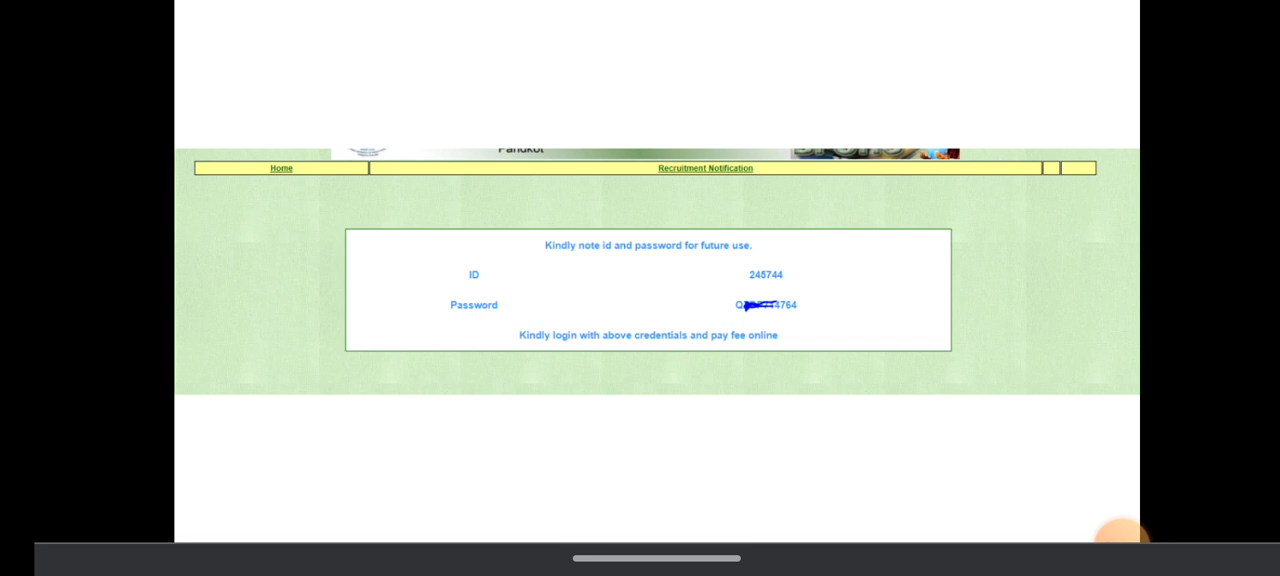 Faridkot
Home Recruitment Notification
Kindly note id and password for future use.
ID 245744
Password
Kindly login with above credentials and pay fee online